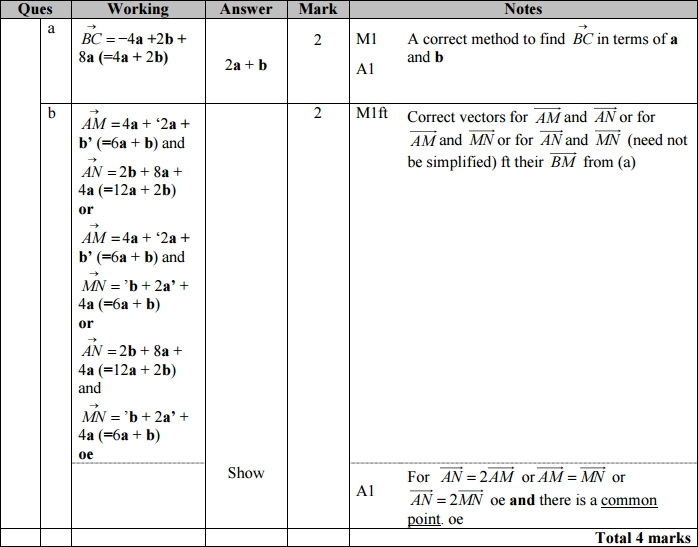 Ques Working Answer Mark Notes
a BC = −4a +2b + 2 M1 A correct method to find BC in terms of a
8a (=4a + 2b) and b
2a + b A1
b AM = 4a + ‘2a + 2 M1ft Correct vectors for AM and AN or for
b’ (=6a + b) and AM and MN or for AN and MN (need not
AN = 2b + 8a + be simplified) ft their BM from (a)
4a (=12a + 2b)
or
AM = 4a + ‘2a +
b’ (=6a + b) and
MN = ’b + 2a’ +
4a (=6a + b)
or
AN = 2b + 8a +
4a (=12a + 2b)
and
MN = ’b + 2a’ +
4a (=6a + b)
oe
Show For AN = 2AM or AM = MN or
A1 AN = 2MN oe and there is a common
point. oe
Total 4 marks